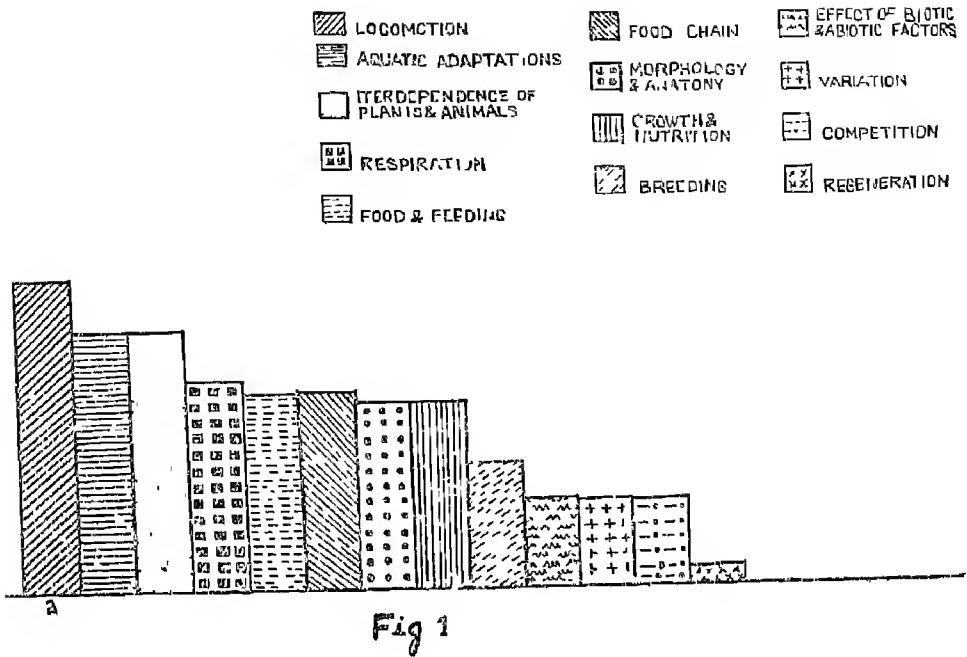 LOCOMOTION
AQUATIC ADAPTATIONS
ITERDEPENDENCE OF
PLANTS & ANIMALS
RESPIRATION
FOOD & FEEDING
FOOD CHAIN
MORPHOLOGY
& ANATONY
GROWTH &
NUTRITION
BREEDING
EFFECT OF BIOTIC
& ABIOTIC FACTORS
VARIATION
COMPETITION
REGENERATION
a
Fig 1